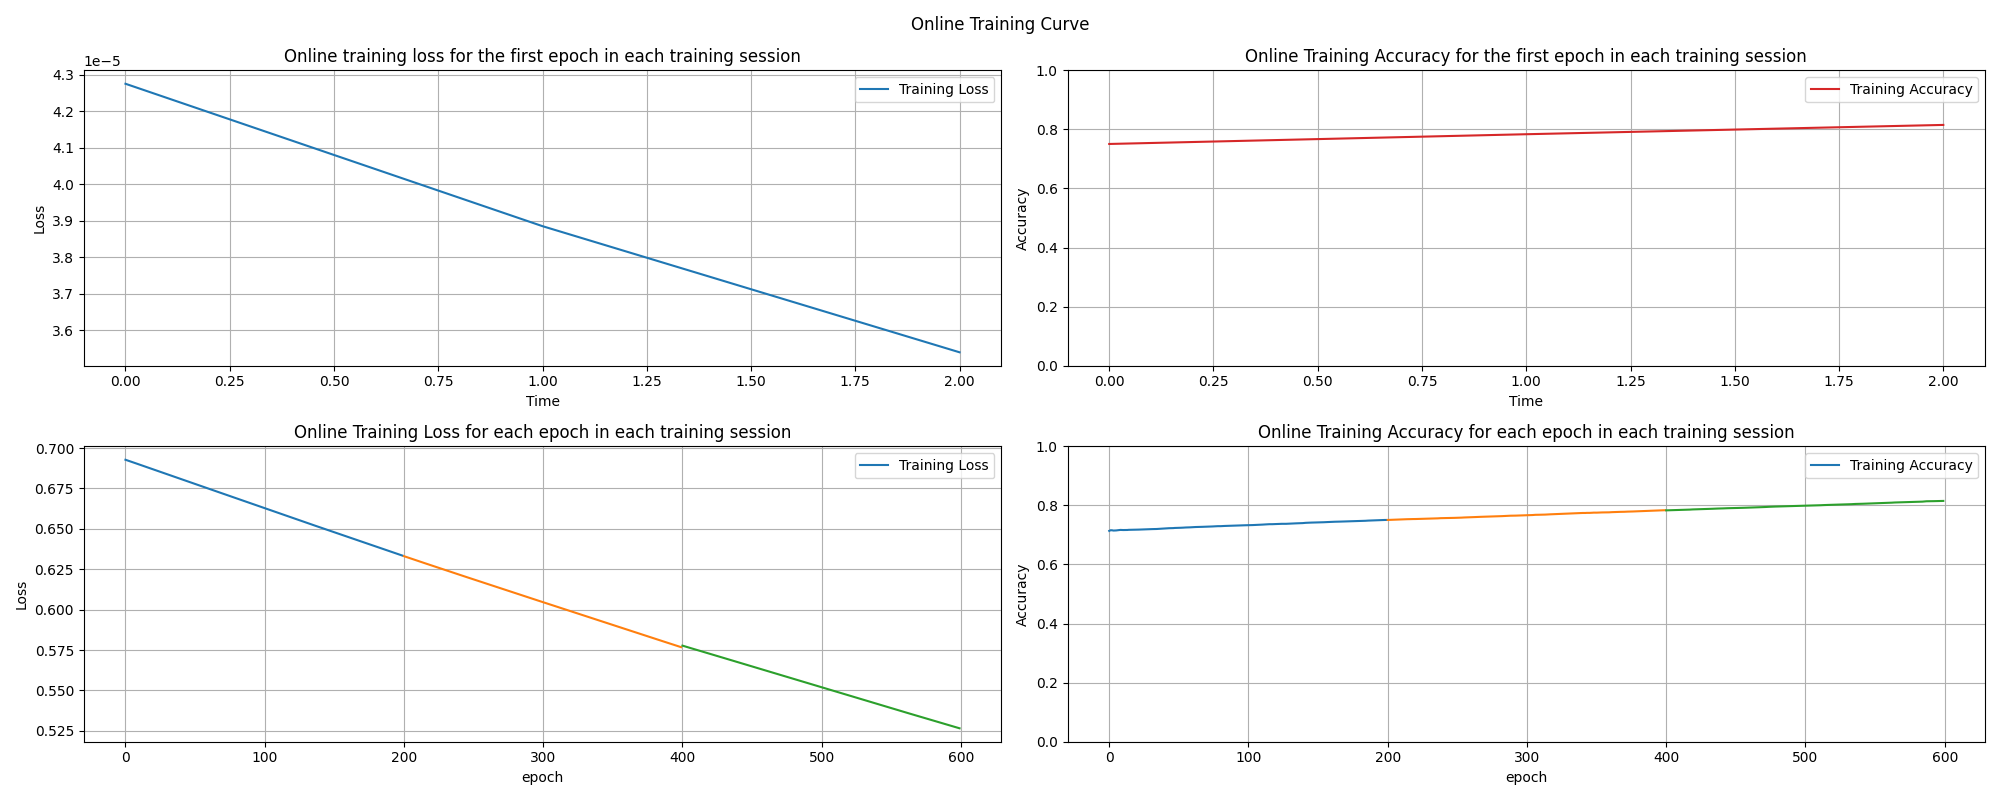 Online Training Curve
Online training loss for the first epoch in each training session
1e−5
4.3
4.2
4.1
4.0
3.9
3.8
3.7
3.6
Loss
Training Loss
0.00 0.25 0.50 0.75 1.00 1.25 1.50 1.75 2.00
Time
Online Training Accuracy for the first epoch in each training session
1.0
0.8
0.6
0.4
0.2
0.0
Accuracy
Training Accuracy
0.00 0.25 0.50 0.75 1.00 1.25 1.50 1.75 2.00
Time
Online Training Loss for each epoch in each training session
0.700
0.675
0.650
0.625
0.600
0.575
0.550
0.525
Loss
Training Loss
0 100 200 300 400 500 600
epoch
Online Training Accuracy for each epoch in each training session
1.0
0.8
0.6
0.4
0.2
0.0
Accuracy
Training Accuracy
0 100 200 300 400 500 600
epoch